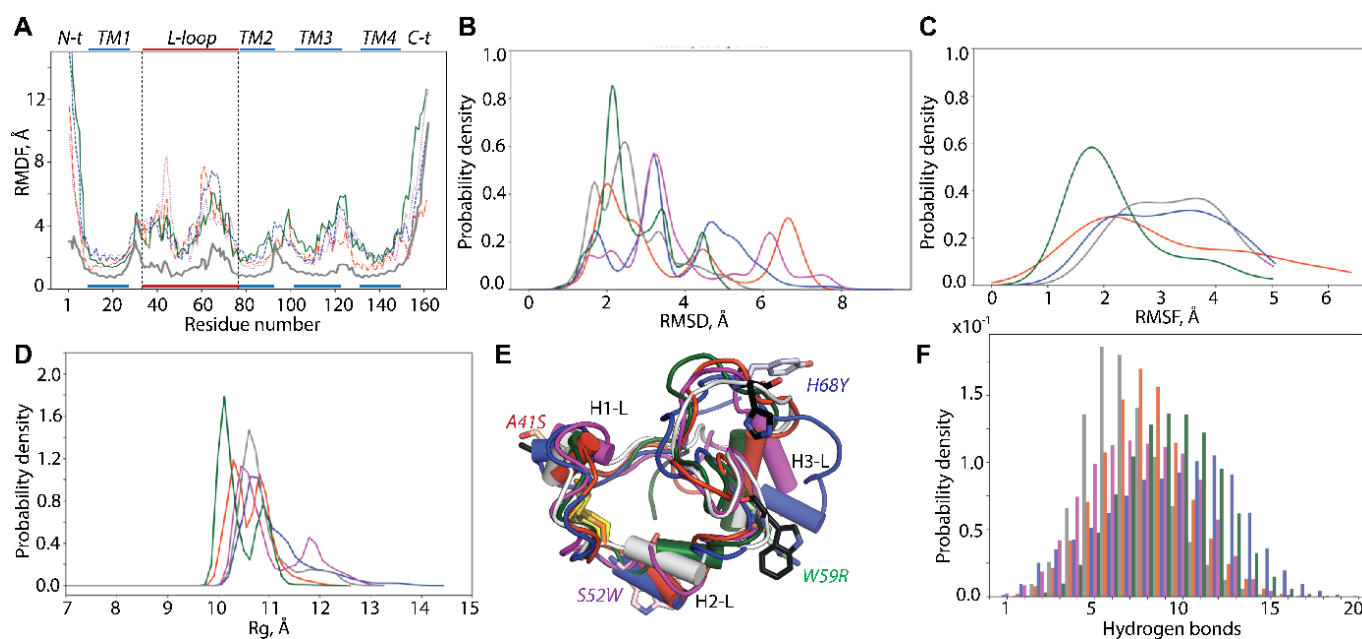 A
N-t TM1 L-loop TM2 TM3 TM4 C-t
RMDF, Å
12
8
4
0
1 20 40 60 80 100 120 140 160
Residue number
B
Probability density
1.0
0.8
0.6
0.4
0.2
0.0
0 2 4 6 8
RMSD, Å
C
Probability density
1.0
0.8
0.6
0.4
0.2
0.0
0 1 2 3 4 5 6
RMSF, Å
D
Probability density
2.0
1.6
1.2
0.8
0.4
0.0
7 8 9 10 11 12 13 14 15
Rg, Å
E
H68Y
A41S
H1-L
H3-L
W59R
S52W
H2-L
F
x10-1
Probability density
1.5
1.0
0.5
0.0
1 5 10 15 20
Hydrogen bonds